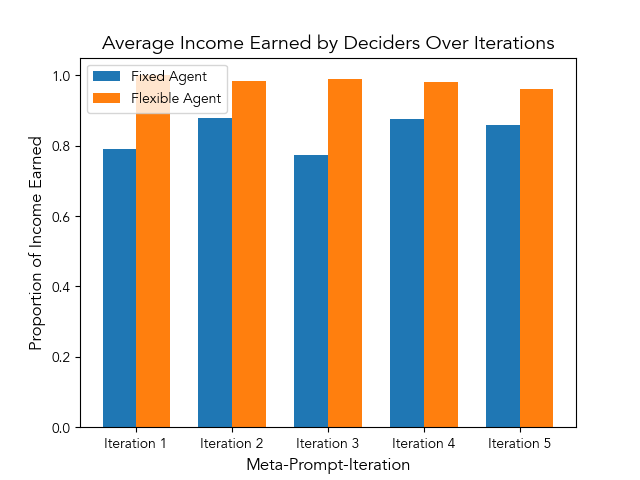 Average Income Earned by Deciders Over Iterations
Fixed Agent
Flexible Agent
Proportion of Income Earned
1.0
0.8
0.6
0.4
0.2
0.0
Iteration 1 Iteration 2 Iteration 3 Iteration 4 Iteration 5
Meta-Prompt-Iteration